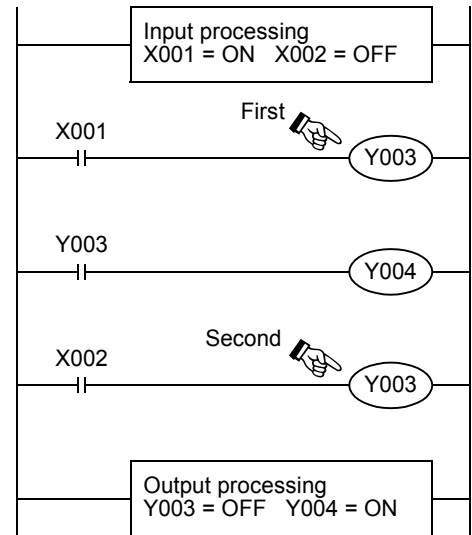 Input processing
X001 = ON X002 = OFF
First
X001
Y003
Y003
Y004
Second
X002
Y003
Output processing
Y003 = OFF Y004 = ON